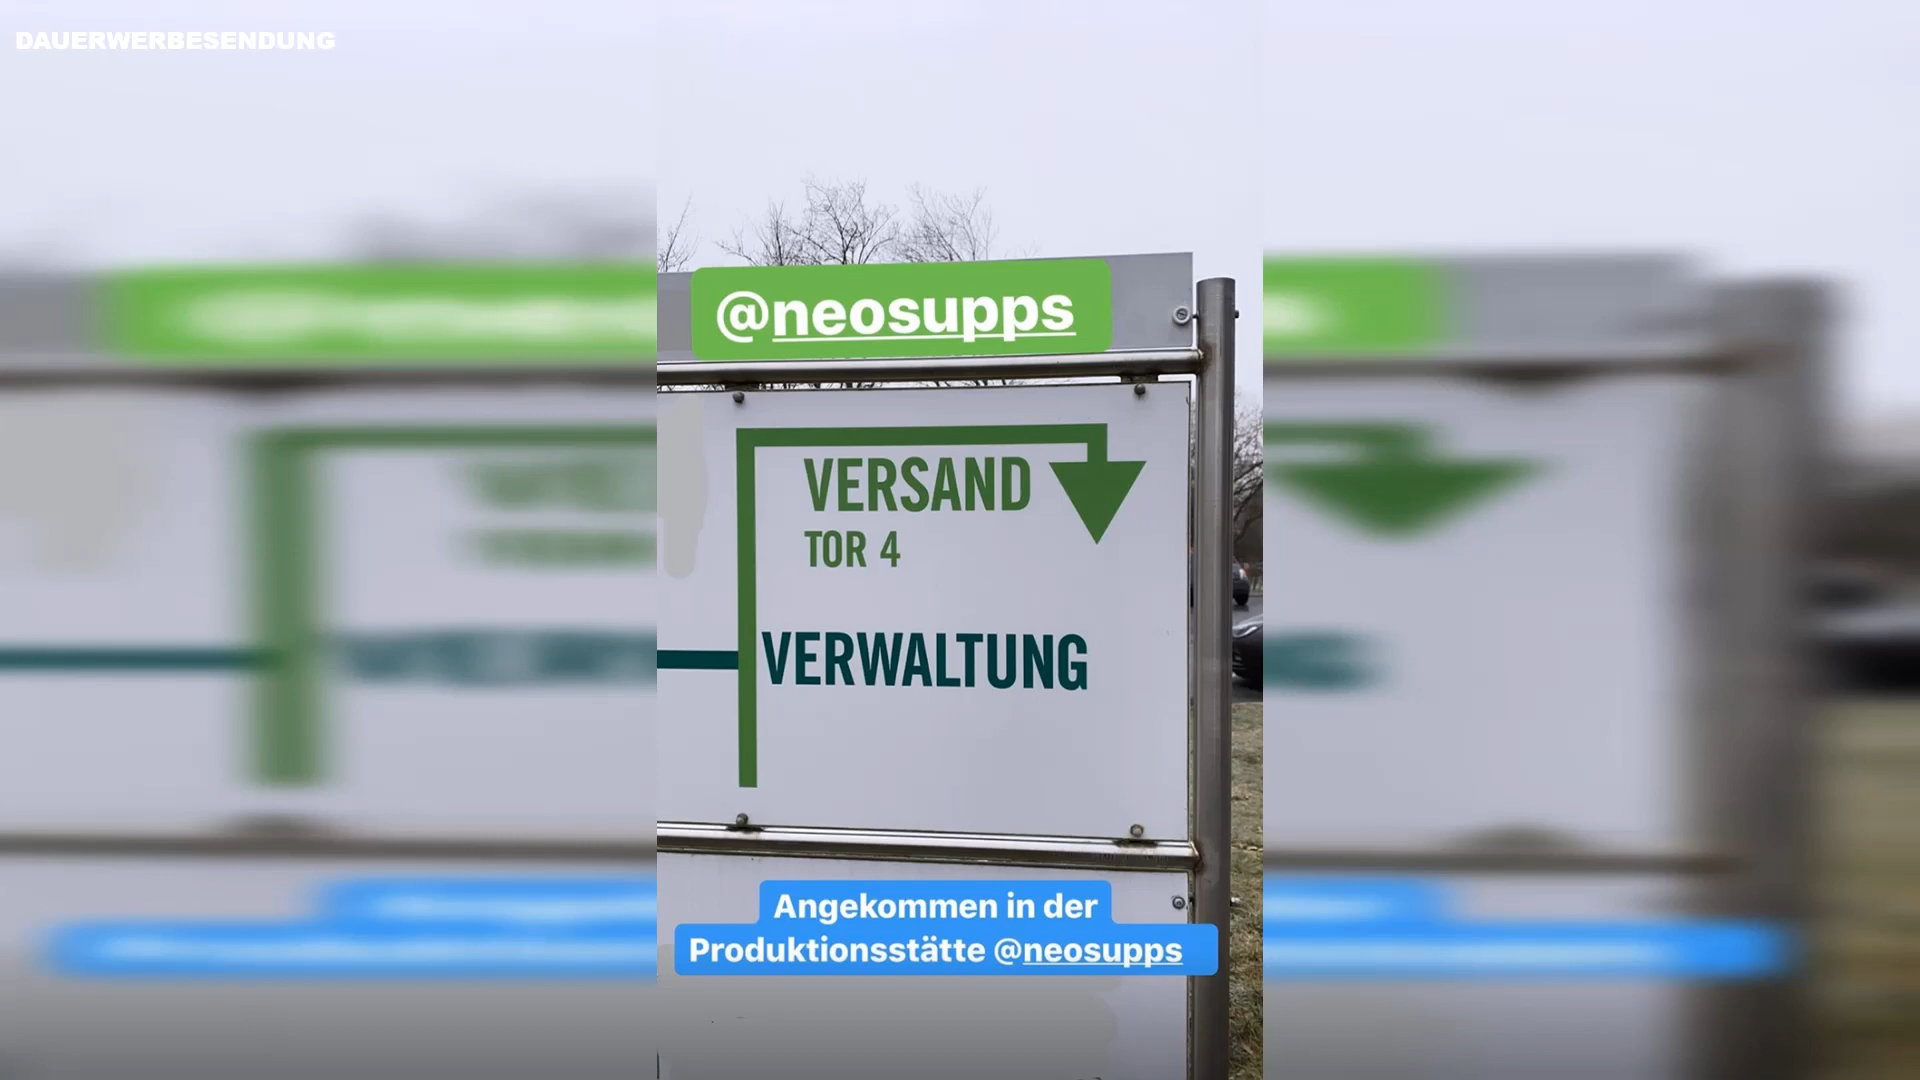 DAUERWERBESENDUNG
@neosupps
VERSAND
TOR 4
VERWALTUNG
Angekommen in der
Produktionsstätte @neosupps